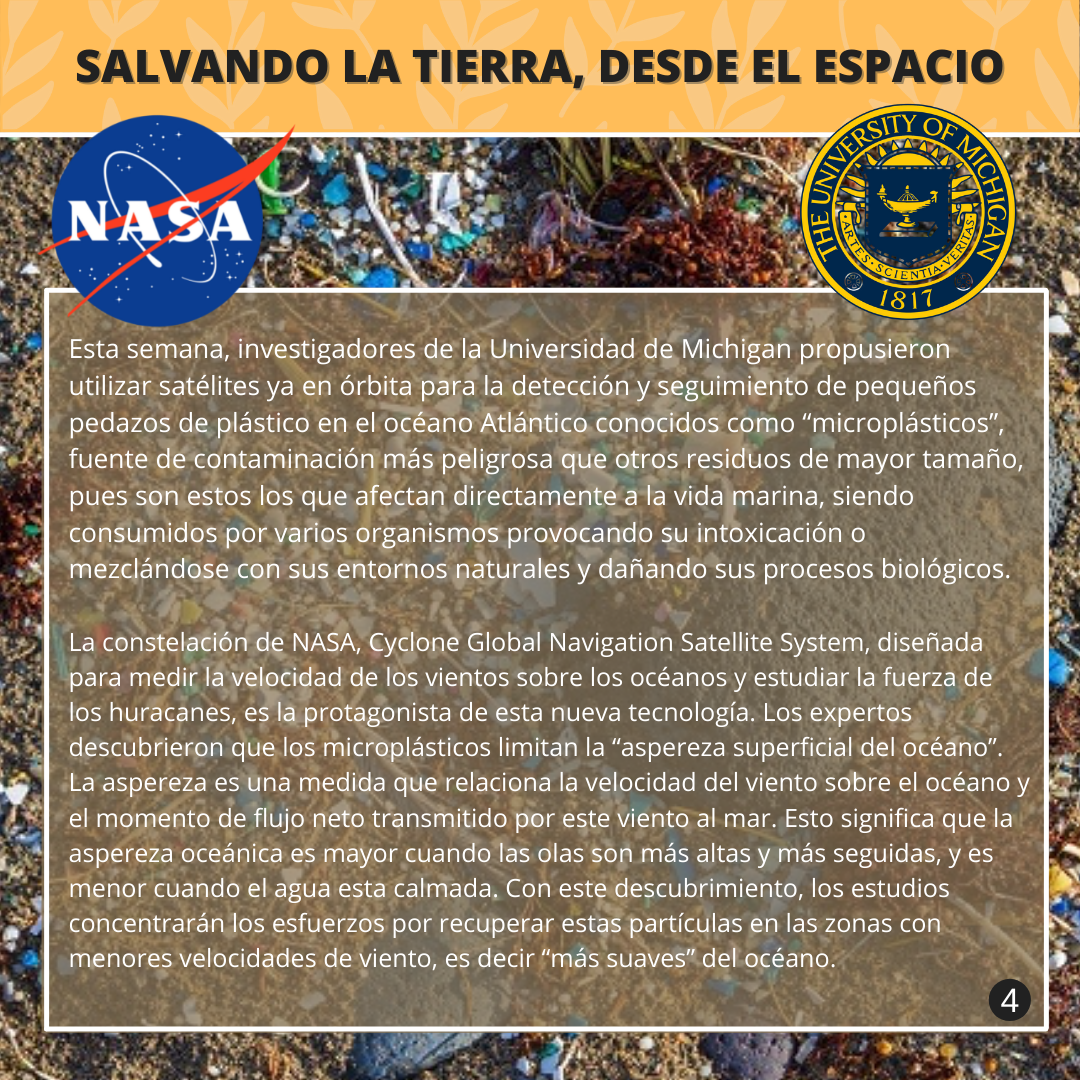 SALVANDO LA TIERRA, DESDE EL ESPACIO
NASA
THE UNIVERSITY OF MICHIGAN
ARTES · SCIENTIA · VERITAS
1817
Esta semana, investigadores de la Universidad de Michigan propusieron
utilizar satélites ya en órbita para la detección y seguimiento de pequeños
pedazos de plástico en el océano Atlántico conocidos como “microplásticos”,
fuente de contaminación más peligrosa que otros residuos de mayor tamaño,
pues son estos los que afectan directamente a la vida marina, siendo
consumidos por varios organismos provocando su intoxicación o
mezclándose con sus entornos naturales y dañando sus procesos biológicos.
La constelación de NASA, Cyclone Global Navigation Satellite System, diseñada
para medir la velocidad de los vientos sobre los océanos y estudiar la fuerza de
los huracanes, es la protagonista de esta nueva tecnología. Los expertos
descubrieron que los microplásticos limitan la “aspereza superficial del océano”.
La aspereza es una medida que relaciona la velocidad del viento sobre el océano y
el momento de flujo neto transmitido por este viento al mar. Esto significa que la
aspereza oceánica es mayor cuando las olas son más altas y más seguidas, y es
menor cuando el agua esta calmada. Con este descubrimiento, los estudios
concentrarán los esfuerzos por recuperar estas partículas en las zonas con
menores velocidades de viento, es decir “más suaves” del océano.
4